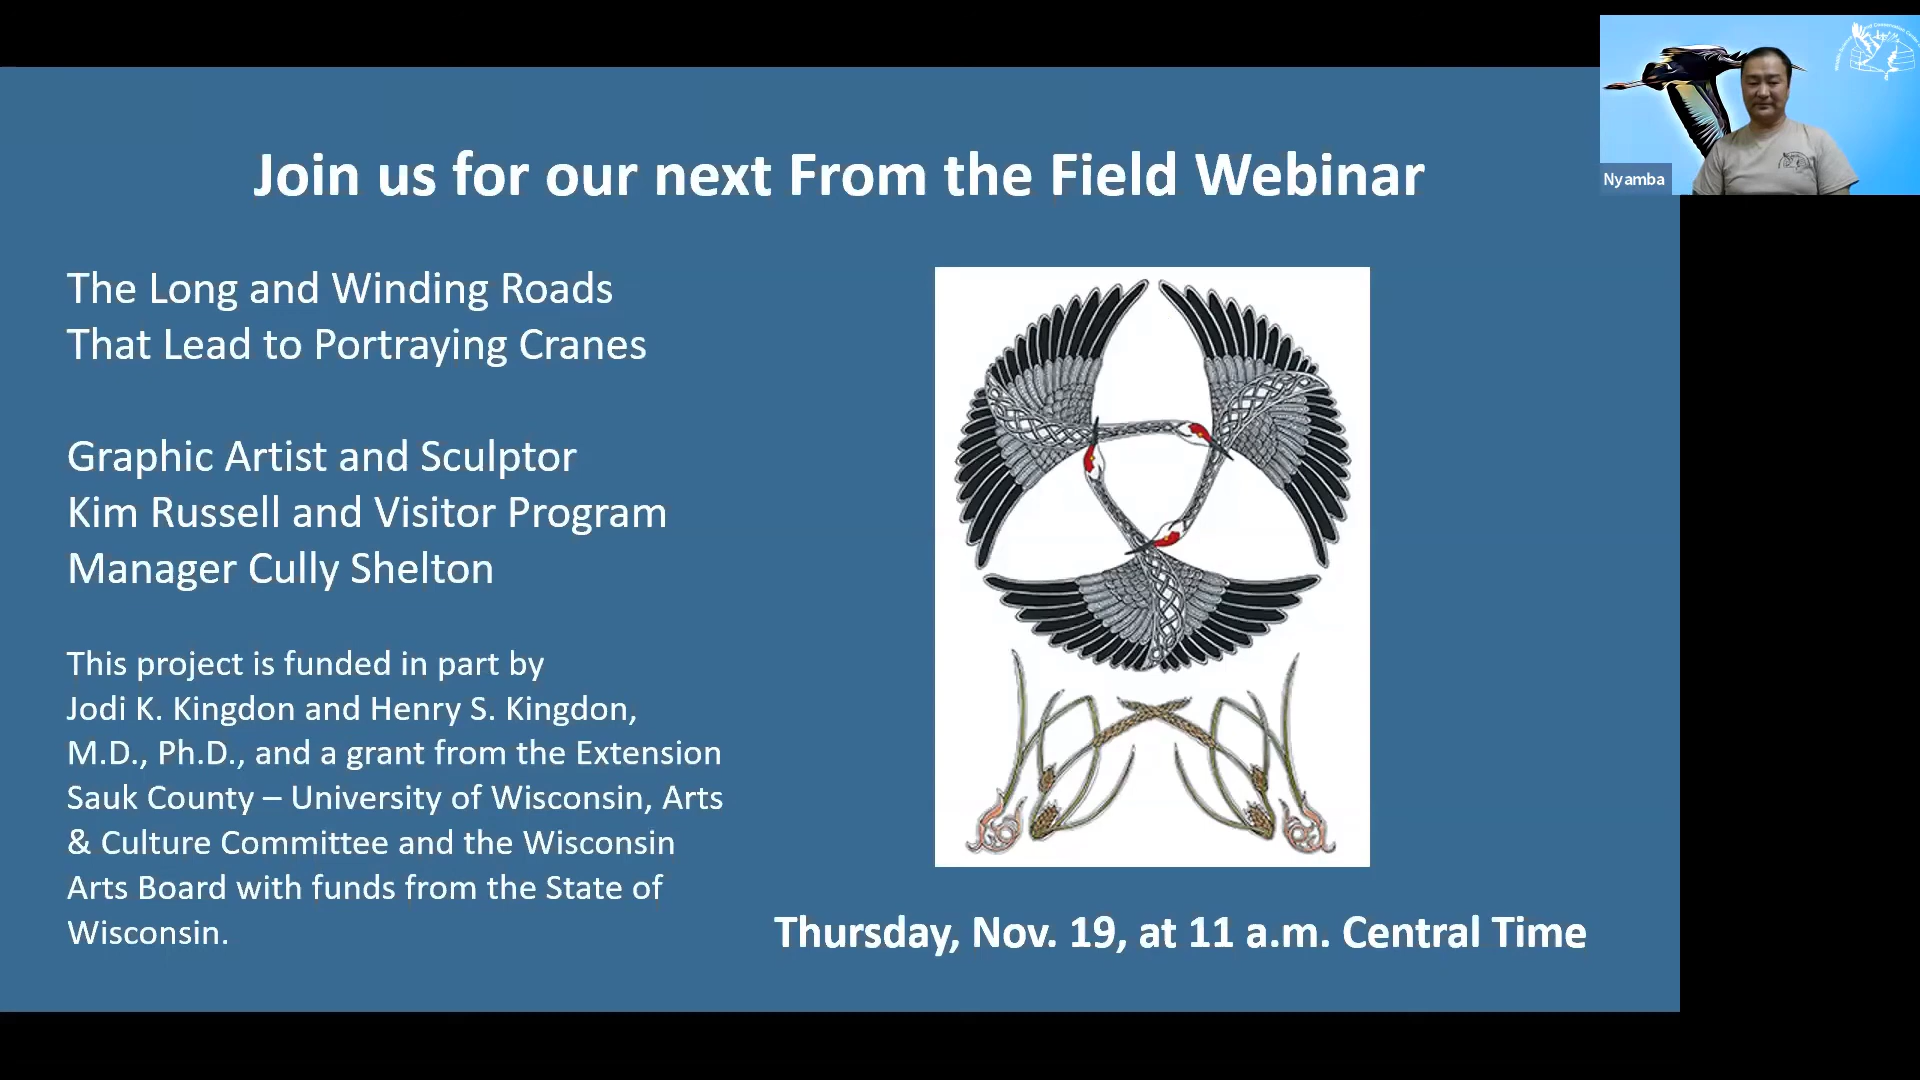 Join us for our next From the Field Webinar
The Long and Winding Roads
That Lead to Portraying Cranes
Graphic Artist and Sculptor
Kim Russell and Visitor Program
Manager Cully Shelton
This project is funded in part by
Jodi K. Kingdon and Henry S. Kingdon,
M.D., Ph.D., and a grant from the Extension
Sauk County – University of Wisconsin, Arts
& Culture Committee and the Wisconsin
Arts Board with funds from the State of
Wisconsin.
Thursday, Nov. 19, at 11 a.m. Central Time
Nyamba